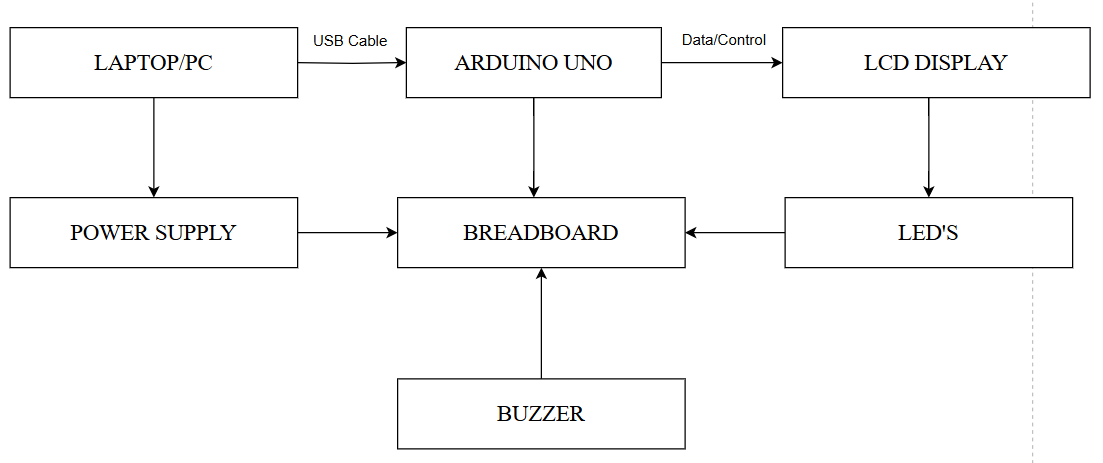 USB Cable
Data/Control
LAPTOP/PC
ARDUINO UNO
LCD DISPLAY
POWER SUPPLY
BREADBOARD
LED'S
BUZZER